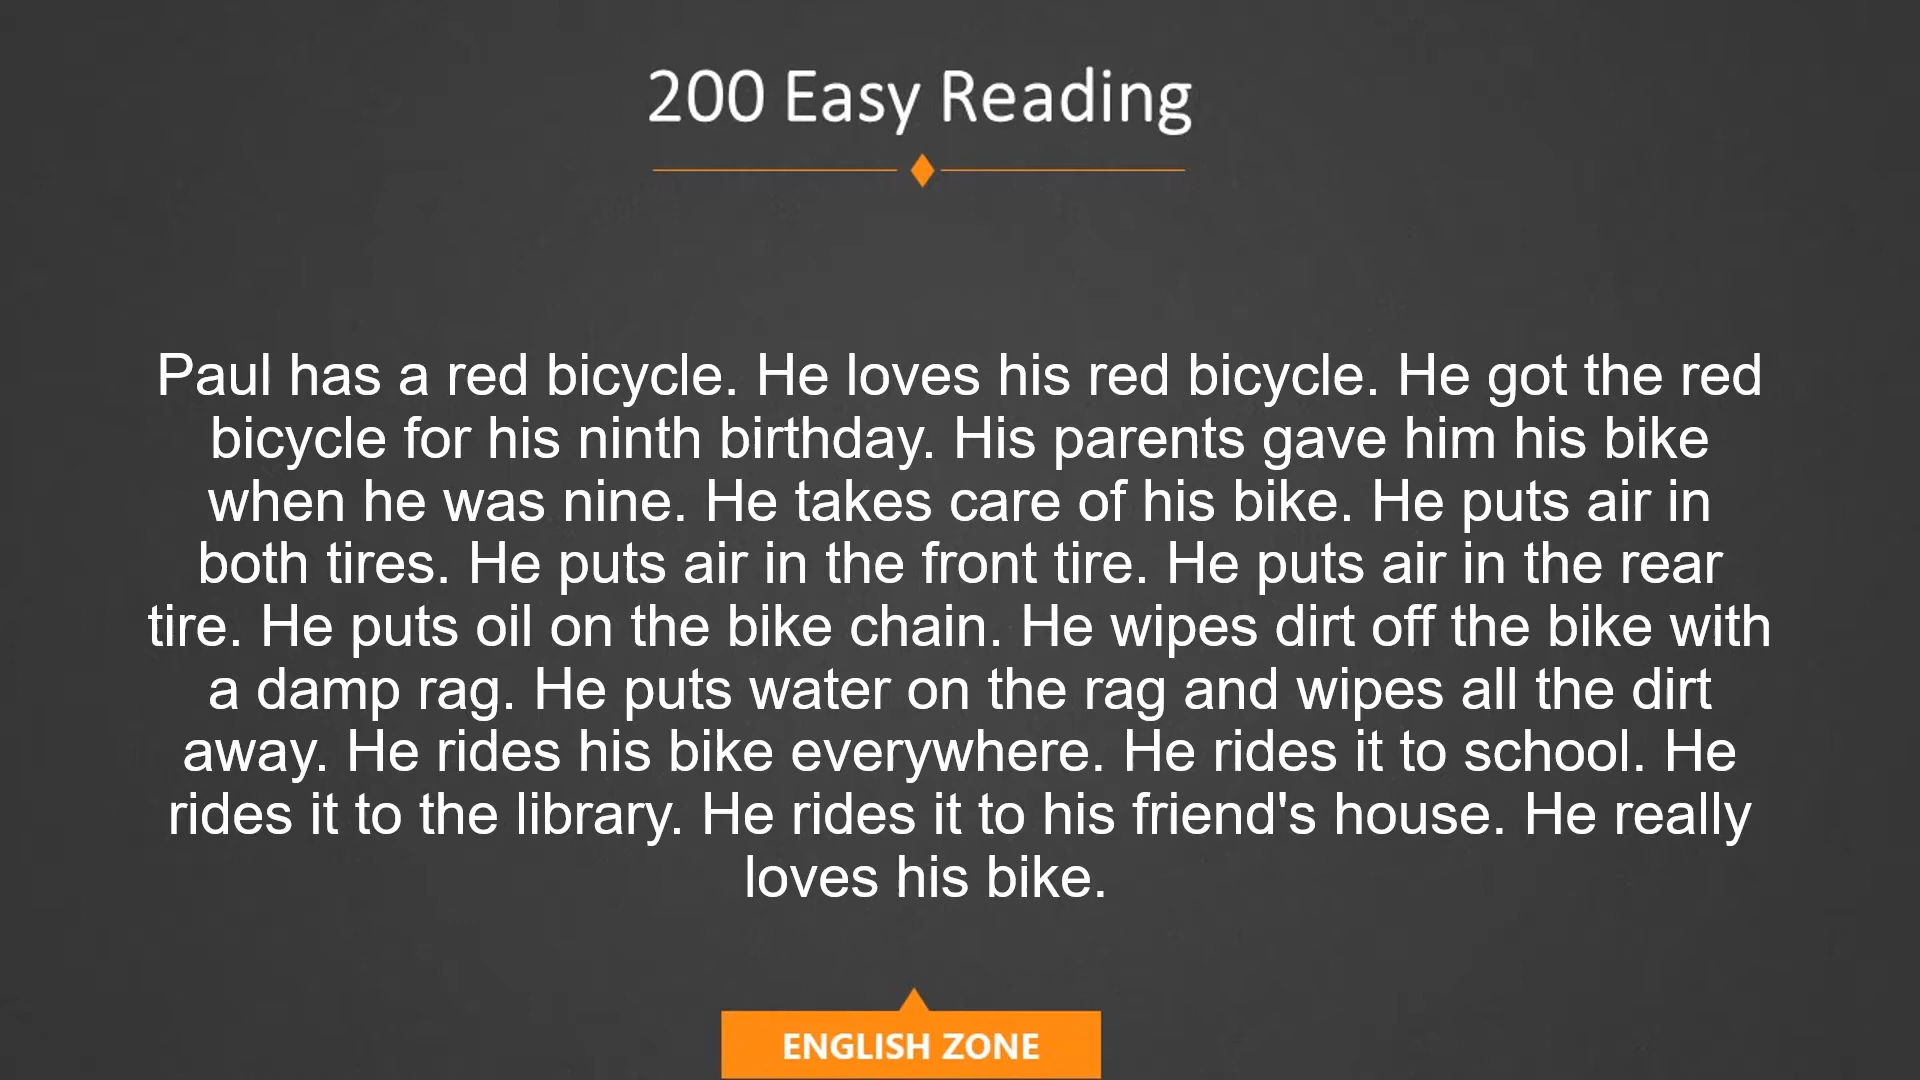 200 Easy Reading
Paul has a red bicycle. He loves his red bicycle. He got the red
bicycle for his ninth birthday. His parents gave him his bike
when he was nine. He takes care of his bike. He puts air in
both tires. He puts air in the front tire. He puts air in the rear
tire. He puts oil on the bike chain. He wipes dirt off the bike with
a damp rag. He puts water on the rag and wipes all the dirt
away. He rides his bike everywhere. He rides it to school. He
rides it to the library. He rides it to his friend's house. He really
loves his bike.
ENGLISH ZONE